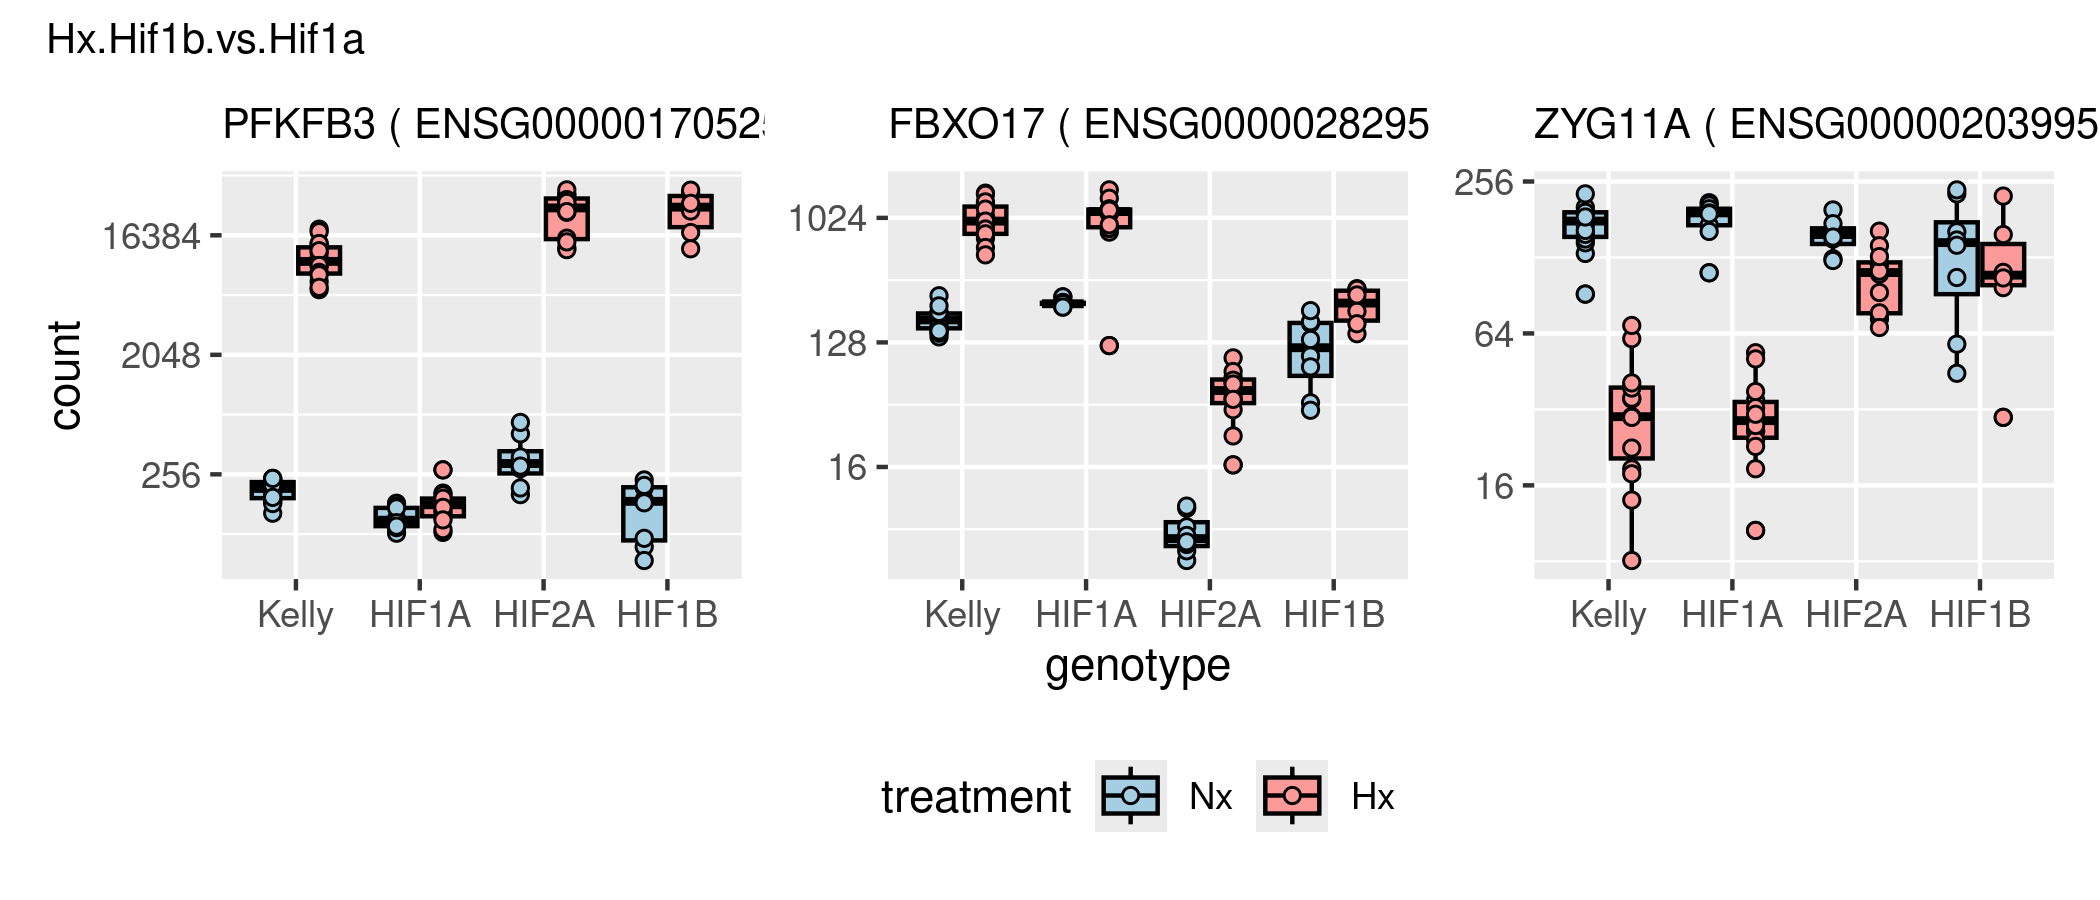 Hx.Hif1b.vs.Hif1a
PFKFB3 ( ENSG0000017052
FBXO17 ( ENSG0000028295
ZYG11A ( ENSG00000203995
count
16384
2048
256
1024
128
16
256
64
16
Kelly HIF1A HIF2A HIF1B
Kelly HIF1A HIF2A HIF1B
Kelly HIF1A HIF2A HIF1B
genotype
treatment Nx Hx